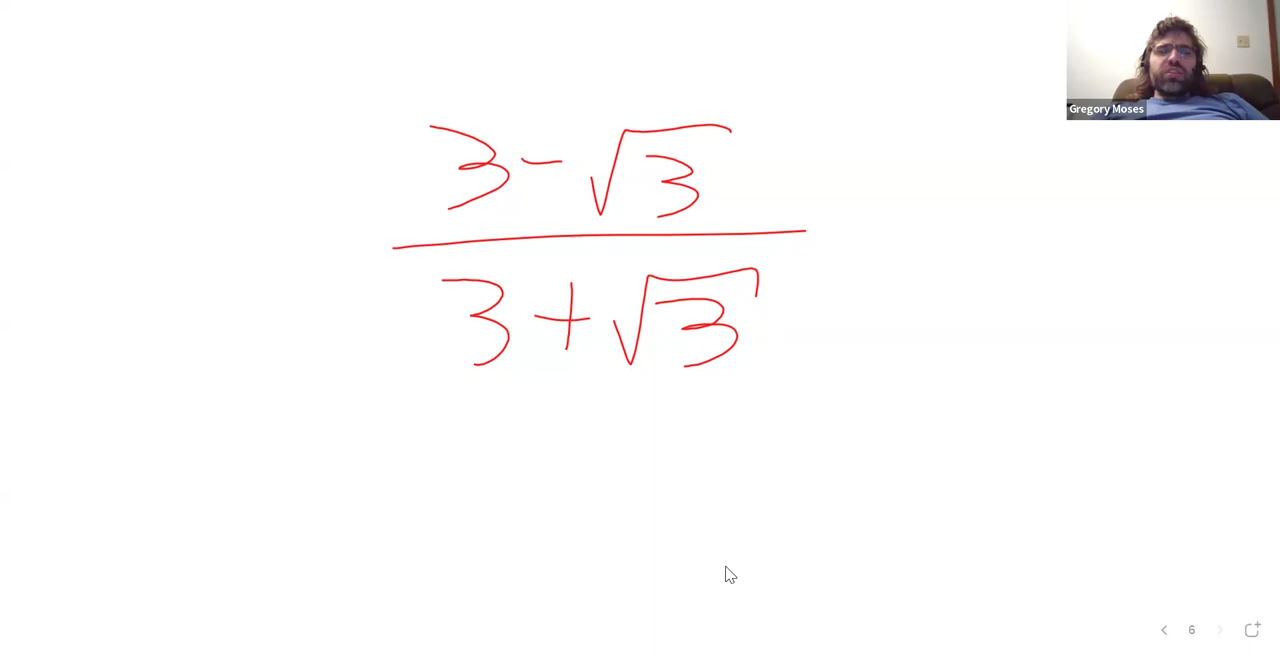 Gregory Moses
3 - √3
3 + √3
6